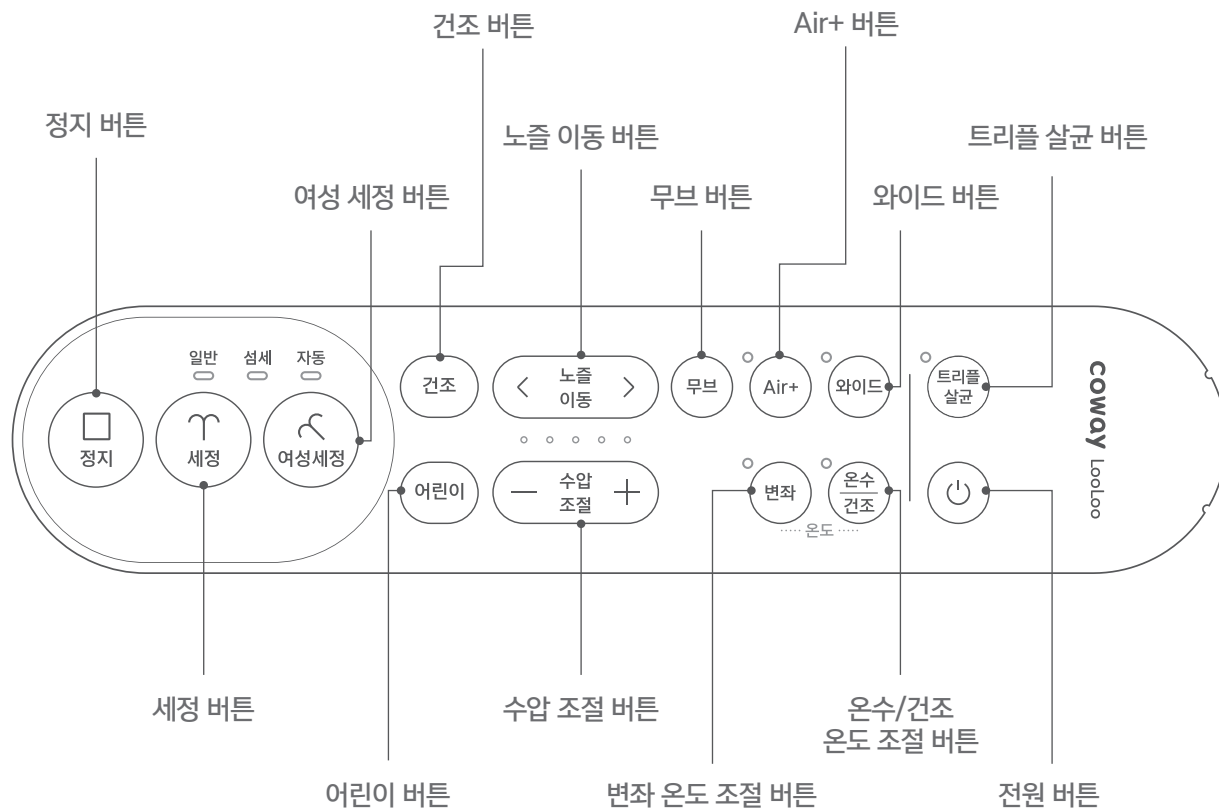 건조 버튼
Air+ 버튼
정지 버튼
노즐 이동 버튼
트리플 살균 버튼
여성 세정 버튼
무브 버튼
와이드 버튼
일반
섬세
자동
정지
세정
여성세정
건조
노즐
이동
무브
Air+
와이드
트리플
살균
어린이
수압
조절
변좌
온수
건조
온도
coway LooLoo
세정 버튼
수압 조절 버튼
온수/건조
온도 조절 버튼
어린이 버튼
변좌 온도 조절 버튼
전원 버튼